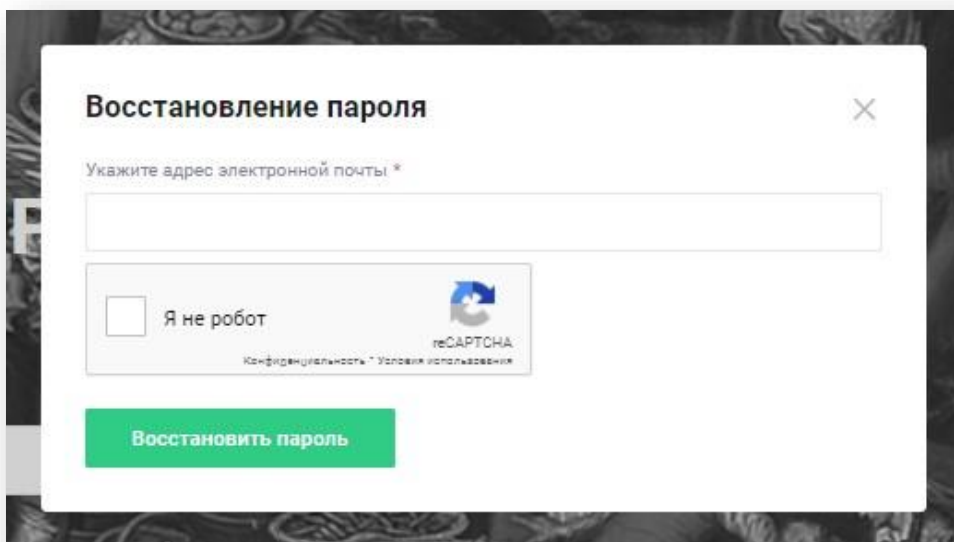 Восстановление пароля
Укажите адрес электронной почты *
Я не робот
reCAPTCHA
Конфиденциальность * Условия использования
Восстановить пароль